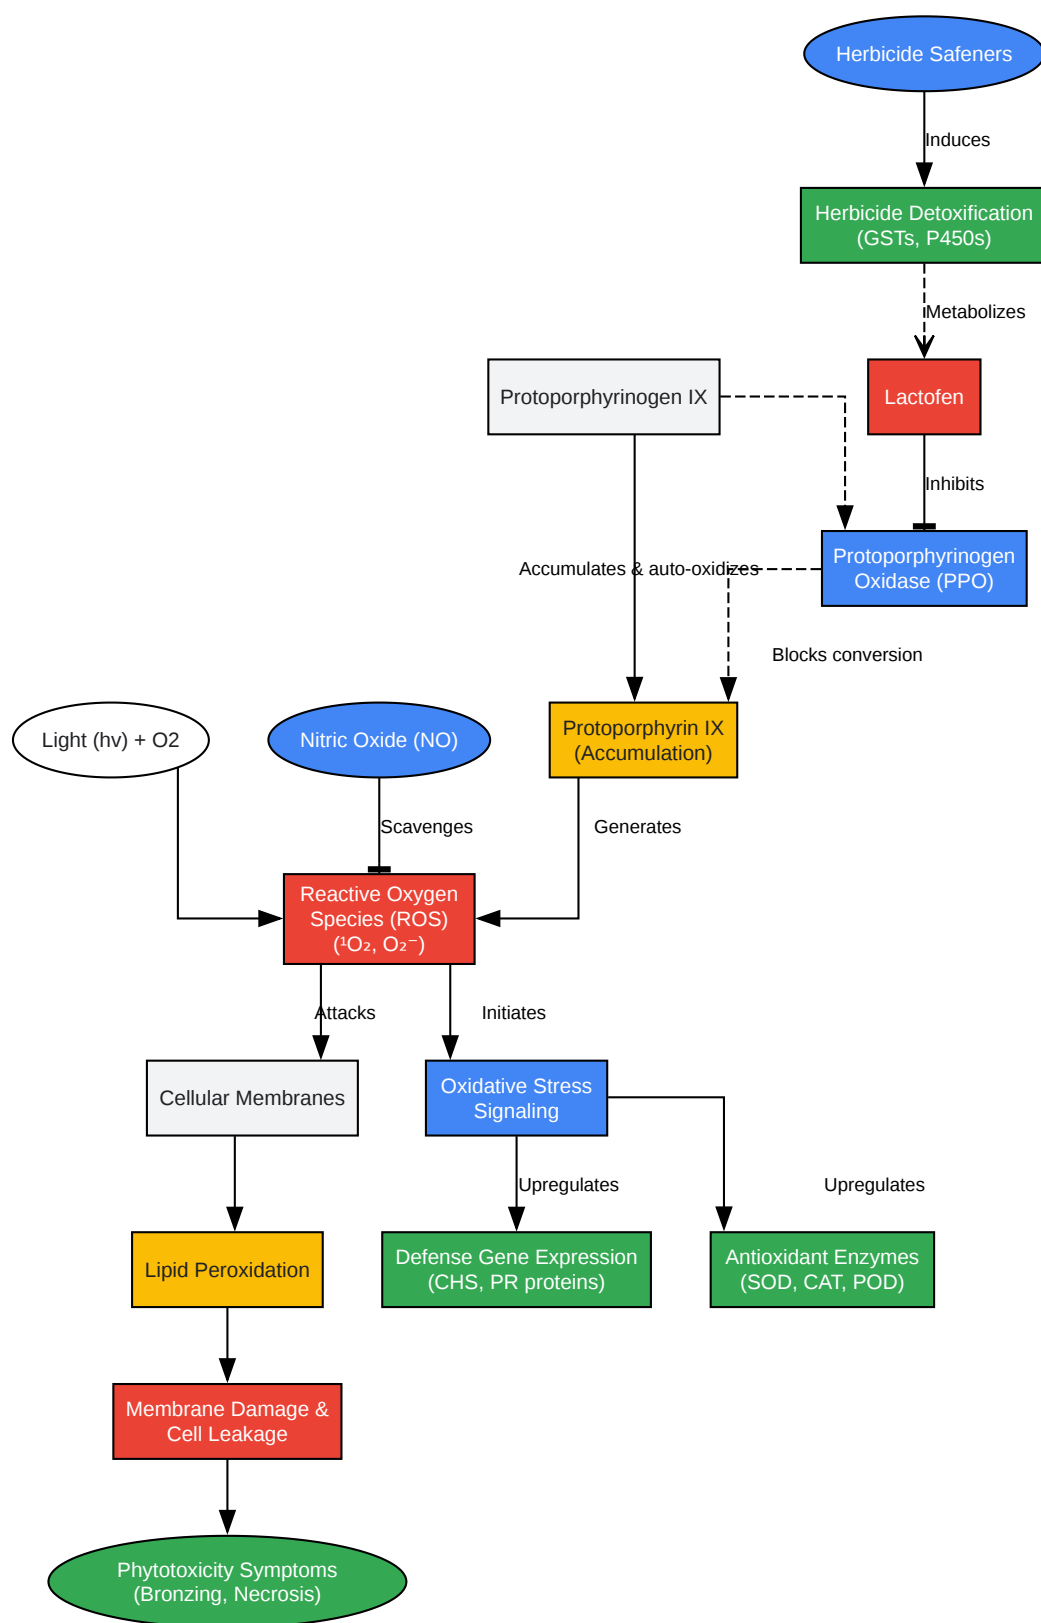 Herbicide Safeners
Induces
Herbicide Detoxification
(GSTs, P450s)
Metabolizes
Protoporphyrinogen IX
Lactofen
Inhibits
Protoporphyrinogen
Oxidase (PPO)
Accumulates & auto-oxidizes
Blocks conversion
Light (hv) + O2
Nitric Oxide (NO)
Protoporphyrin IX
(Accumulation)
Scavenges
Generates
Reactive Oxygen
Species (ROS)
(¹O₂, O₂⁻)
Attacks
Initiates
Cellular Membranes
Oxidative Stress
Signaling
Upregulates
Upregulates
Lipid Peroxidation
Defense Gene Expression
(CHS, PR proteins)
Antioxidant Enzymes
(SOD, CAT, POD)
Membrane Damage &
Cell Leakage
Phytotoxicity Symptoms
(Bronzing, Necrosis)